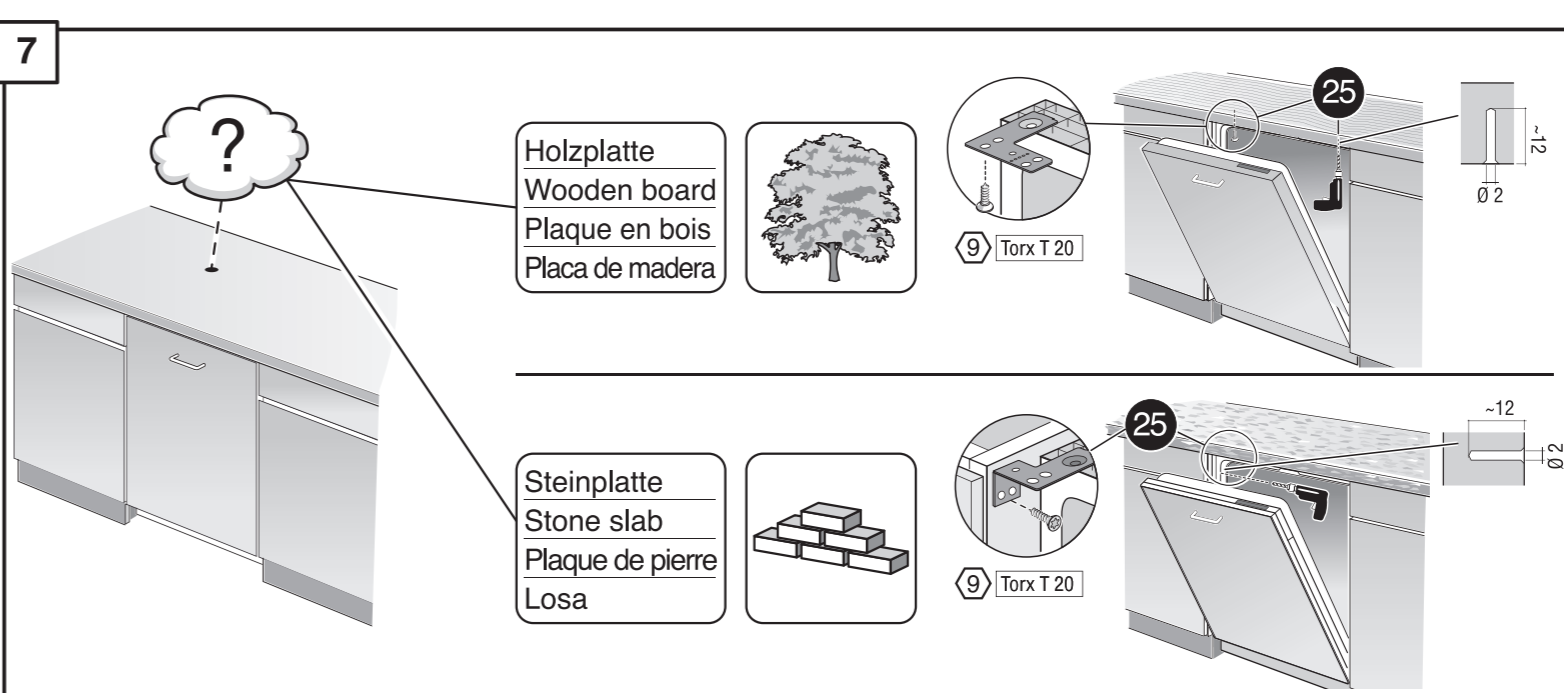 7
?
Holzplatte
Wooden board
Plaque en bois
Placa de madera
9 Torx T 20
25
~12
Ø 2
Steinplatte
Stone slab
Plaque de pierre
Losa
9 Torx T 20
25
~12
Ø 2